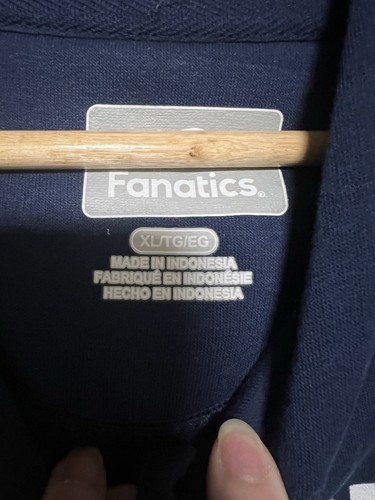 Fanatics®
XL/TG/EG
MADE IN INDONESIA
FABRIQUÉ EN INDONÉSIE
HECHO EN INDONESIA